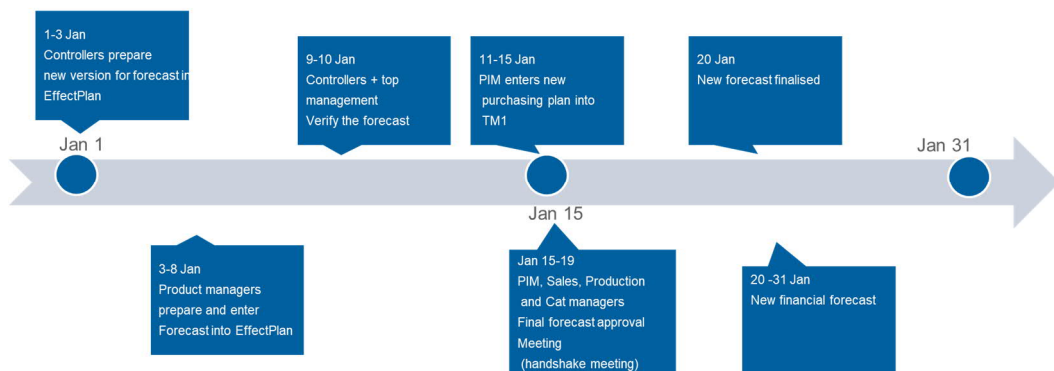 1-3 Jan
Controllers prepare
new version for forecast in
EffectPlan
9-10 Jan
Controllers + top
management
Verify the forecast
11-15 Jan
PIM enters new
purchasing plan into
TM1
20 Jan
New forecast finalised
Jan 1
Jan 31
Jan 15
3-8 Jan
Product managers
prepare and enter
Forecast into EffectPlan
Jan 15-19
PIM, Sales, Production
and Cat managers
Final forecast approval
Meeting
(handshake meeting)
20 -31 Jan
New financial forecast